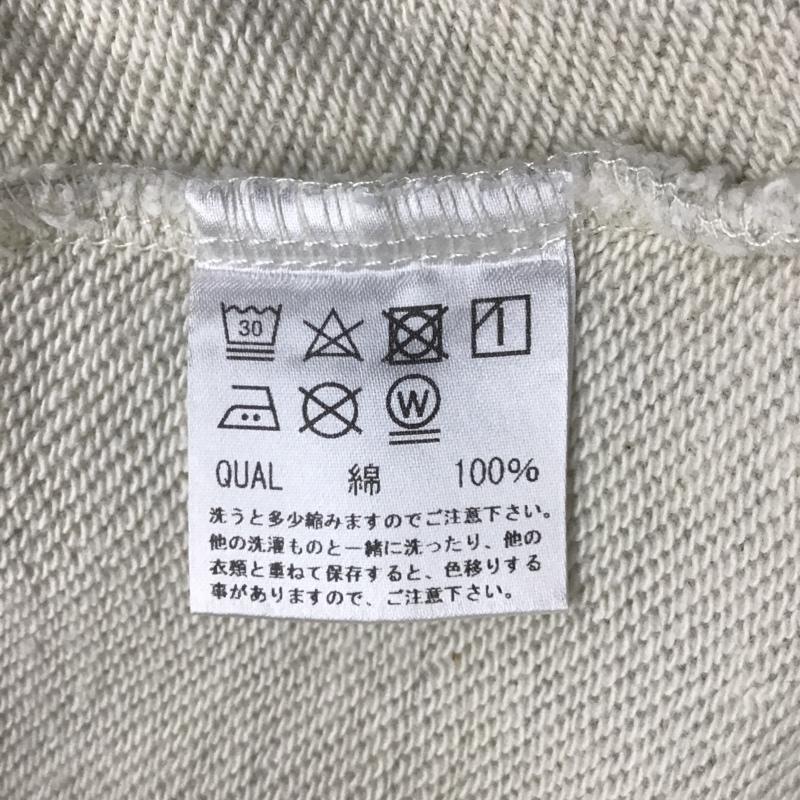 30
W
QUAL 綿 100%
洗うと多少縮みますのでご注意下さい。
他の洗濯ものと一緒に洗ったり、他の
衣類と重ねて保存すると、色移りする
事がありますので、ご注意下さい。